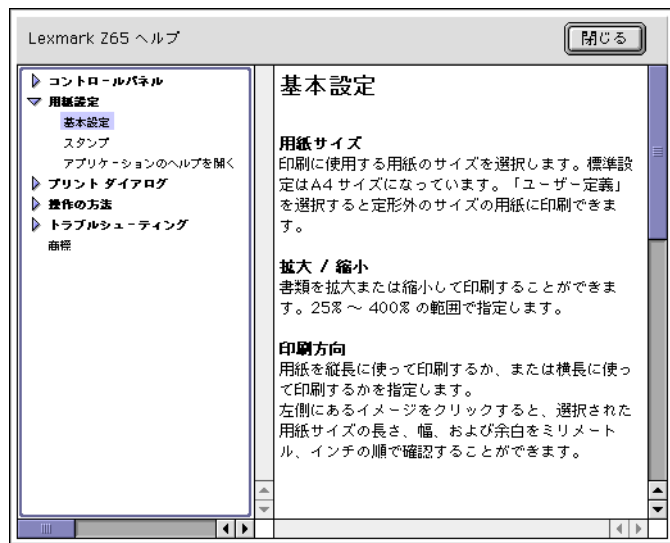 Lexmark Z65 ヘルプ
閉じる
コントロールパネル
用紙設定
基本設定
スタンプ
アプリケーションのヘルプを開く
プリント ダイアログ
操作の方法
トラブルシューティング
商標
基本設定
用紙サイズ
印刷に使用する用紙のサイズを選択します。標準設
定はA4 サイズになっています。「ユーザー定義」
を選択すると定形外のサイズの用紙に印刷できま
す。
拡大 / 縮小
書類を拡大または縮小して印刷することができま
す。25% ～ 400% の範囲で指定します。
印刷方向
用紙を縦長に使って印刷するか、または横長に使っ
て印刷するかを指定します。
左側にあるイメージをクリックすると、選択された
用紙サイズの長さ、幅、および余白をミリメート
ル、インチの順で確認することができます。